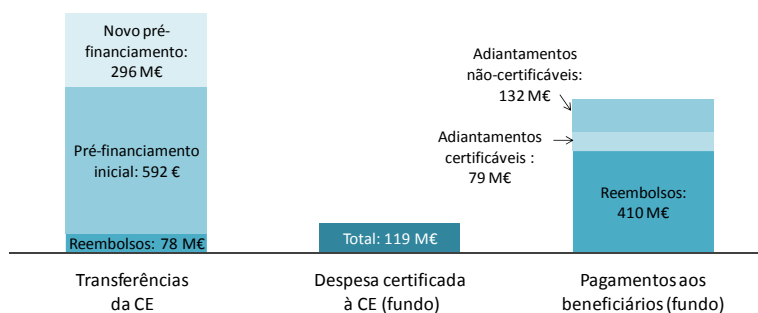 Novo pré-
financiamento:
296 M€
Pré-financiamento
inicial: 592 €
Reembolsos: 78 M€
Transferências
da CE
Total: 119 M€
Despesa certificada
à CE (fundo)
Adiantamentos
não-certificáveis:
132 M€
Adiantamentos
certificáveis :
79 M€
Reembolsos:
410 M€
Pagamentos aos
beneficiários (fundo)